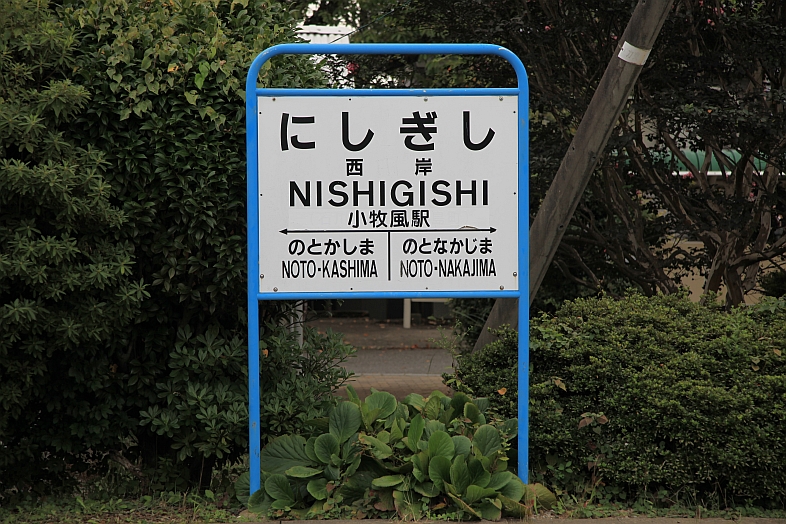 にしぎし
西岸
NISHIGISHI
小牧風駅
のとかしま のとなかじま
NOTO-KASHIMA NOTO-NAKAJIMA